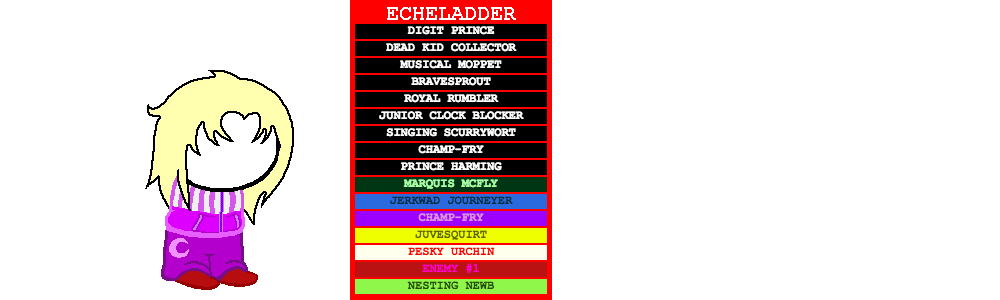 ECHELADDER
DIGIT PRINCE
DEAD KID COLLECTOR
MUSICAL MOPPET
BRAVESPROUT
ROYAL RUMBLER
JUNIOR CLOCK BLOCKER
SINGING SCURRYWORT
CHAMP-FRY
PRINCE HARMING
MARQUIS MCFLY
JERKWAD JOURNEYER
CHAMP-FRY
JUVESQUIRT
PESKY URCHIN
ENEMY #1
NESTING NEWB